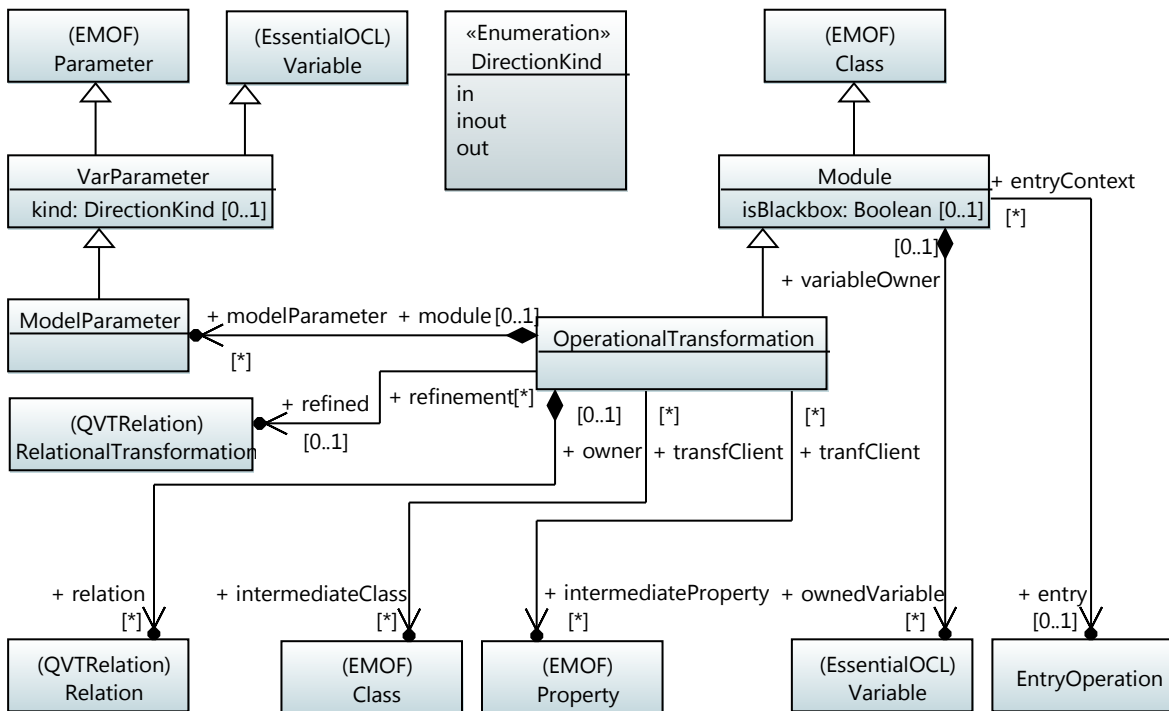 (EMOF)
Parameter
(EssentialOCL)
Variable
«Enumeration»
DirectionKind
in
inout
out
(EMOF)
Class
VarParameter
kind: DirectionKind [0..1]
Module
isBlackbox: Boolean [0..1]
+ entryContext
[*]
[0..1]
+ variableOwner
ModelParameter
+ modelParameter
[*]
+ module
[0..1]
OperationalTransformation
+ refinement
[*]
+ refined
[0..1]
(QVTRelation)
RelationalTransformation
[0..1]
+ owner
[*]
+ transfClient
[*]
+ tranfClient
+ relation
[*]
+ intermediateClass
[*]
+ intermediateProperty
[*]
+ ownedVariable
[*]
+ entry
[0..1]
(QVTRelation)
Relation
(EMOF)
Class
(EMOF)
Property
(EssentialOCL)
Variable
EntryOperation